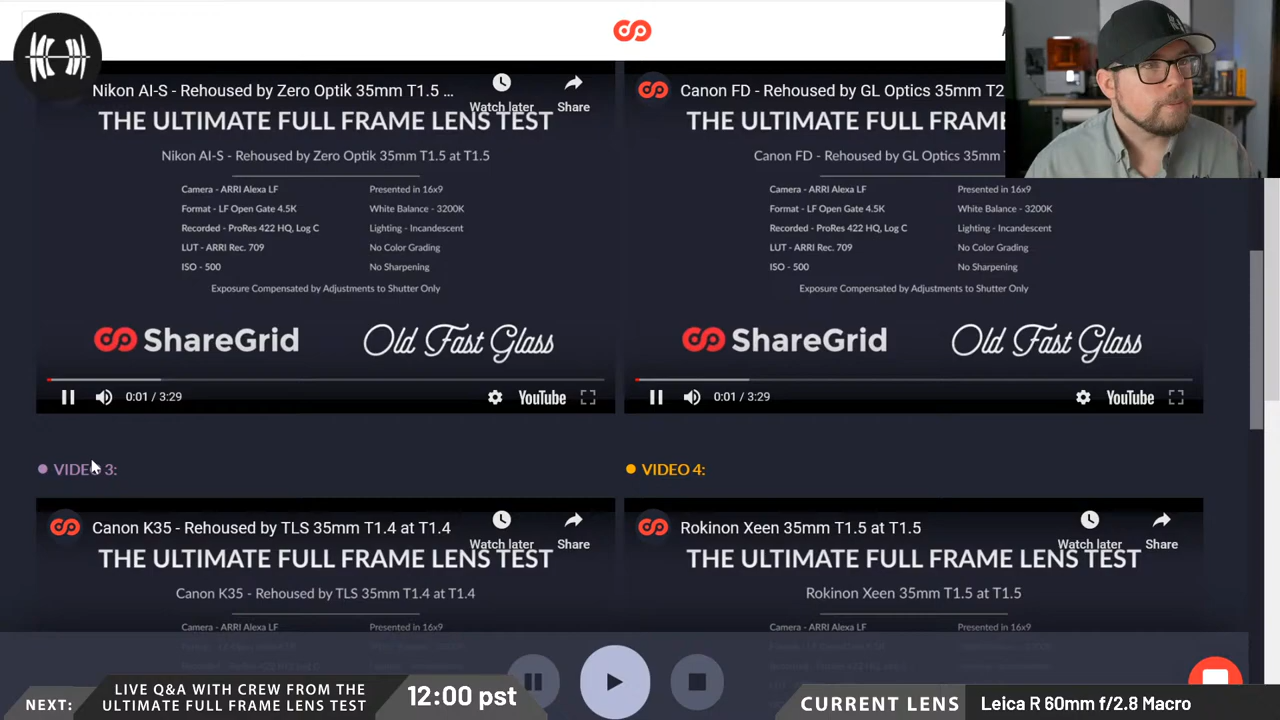 Nikon AI-S - Rehoused by Zero Optik 35mm T1.5 ...
Watch later
Share
THE ULTIMATE FULL FRAME LENS TEST
Nikon AI-S - Rehoused by Zero Optik 35mm T1.5 at T1.5
Camera - ARRI Alexa LF
Presented in 16x9
Format - LF Open Gate 4.5K
White Balance - 3200K
Recorded - ProRes 422 HQ, Log C
Lighting - Incandescent
LUT - ARRI Rec. 709
No Color Grading
ISO - 500
No Sharpening
Exposure Compensated by Adjustments to Shutter Only
ShareGrid
Old Fast Glass
0:01 / 3:29
YouTube
Canon FD - Rehoused by GL Optics 35mm T2
THE ULTIMATE FULL FRAME
Canon FD - Rehoused by GL Optics 35mm T
Camera - ARRI Alexa LF
Presented in 16x9
Format - LF Open Gate 4.5K
White Balance - 3200K
Recorded - ProRes 422 HQ, Log C
Lighting - Incandescent
LUT - ARRI Rec. 709
No Color Grading
ISO - 500
No Sharpening
Exposure Compensated by Adjustments to Shutter Only
ShareGrid
Old Fast Glass
0:01 / 3:29
YouTube
VIDEO 3:
VIDEO 4:
Canon K35 - Rehoused by TLS 35mm T1.4 at T1.4
Watch later
Share
THE ULTIMATE FULL FRAME LENS TEST
Canon K35 - Rehoused by TLS 35mm T1.4 at T1.4
Camera - ARRI Alexa LF
Presented in 16x9
Rokinon Xeen 35mm T1.5 at T1.5
Watch later
Share
THE ULTIMATE FULL FRAME LENS TEST
Rokinon Xeen 35mm T1.5 at T1.5
Camera - ARRI Alexa LF
Presented in 16x9
NEXT:
LIVE Q&A WITH CREW FROM THE
ULTIMATE FULL FRAME LENS TEST
12:00 pst
CURRENT LENS
Leica R 60mm f/2.8 Macro